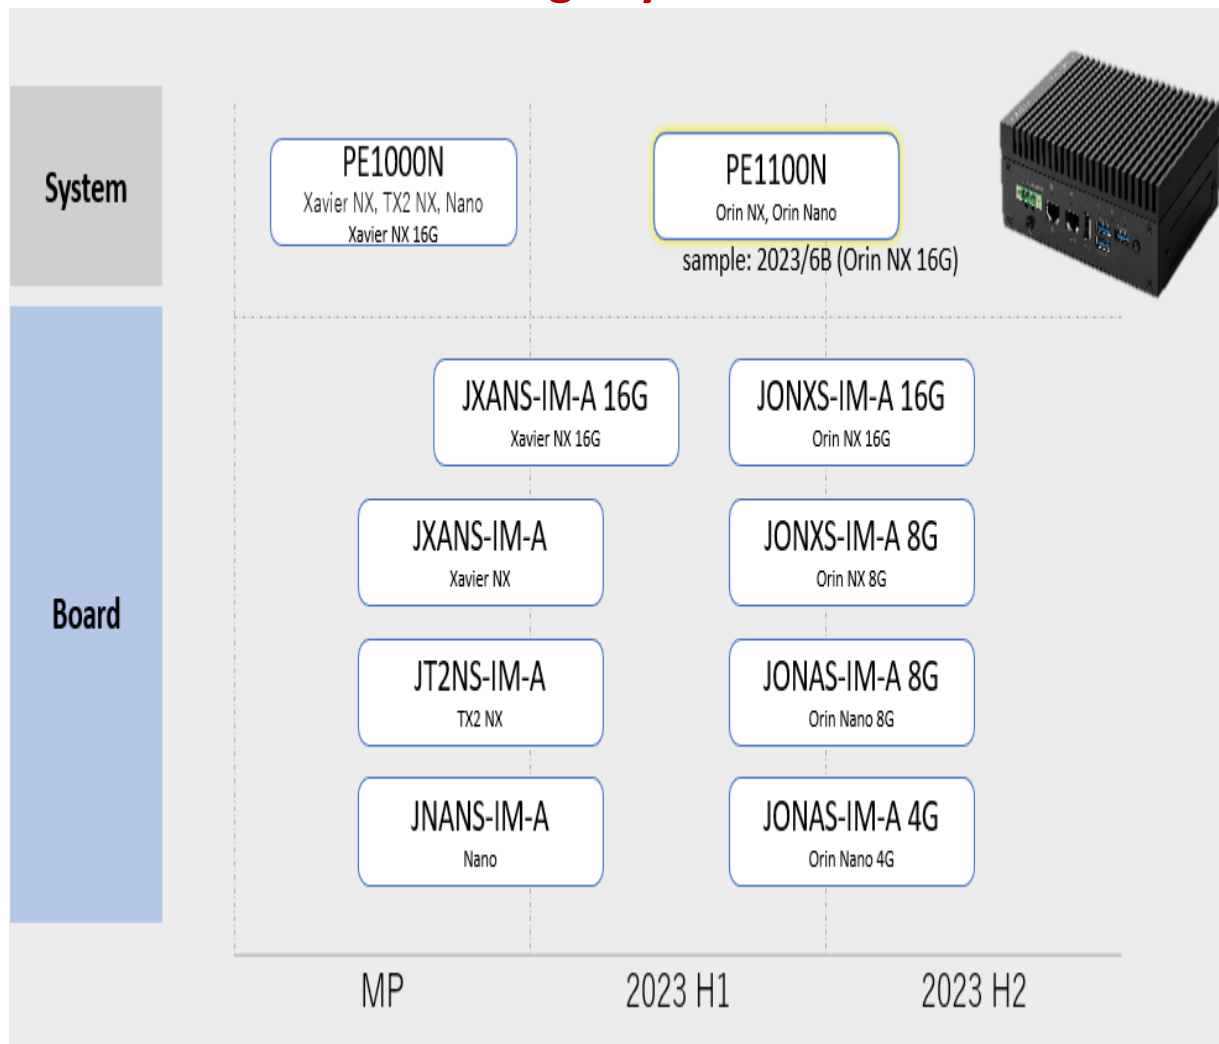 System
PE1000N
Xavier NX, TX2 NX, Nano
Xavier NX 16G
PE1100N
Orin NX, Orin Nano
sample: 2023/6B (Orin NX 16G)
Board
JXANS-IM-A 16G
Xavier NX 16G
JONXS-IM-A 16G
Orin NX 16G
JXANS-IM-A
Xavier NX
JONXS-IM-A 8G
Orin NX 8G
JT2NS-IM-A
TX2 NX
JONAS-IM-A 8G
Orin Nano 8G
JNANS-IM-A
Nano
JONAS-IM-A 4G
Orin Nano 4G
MP
2023 H1
2023 H2